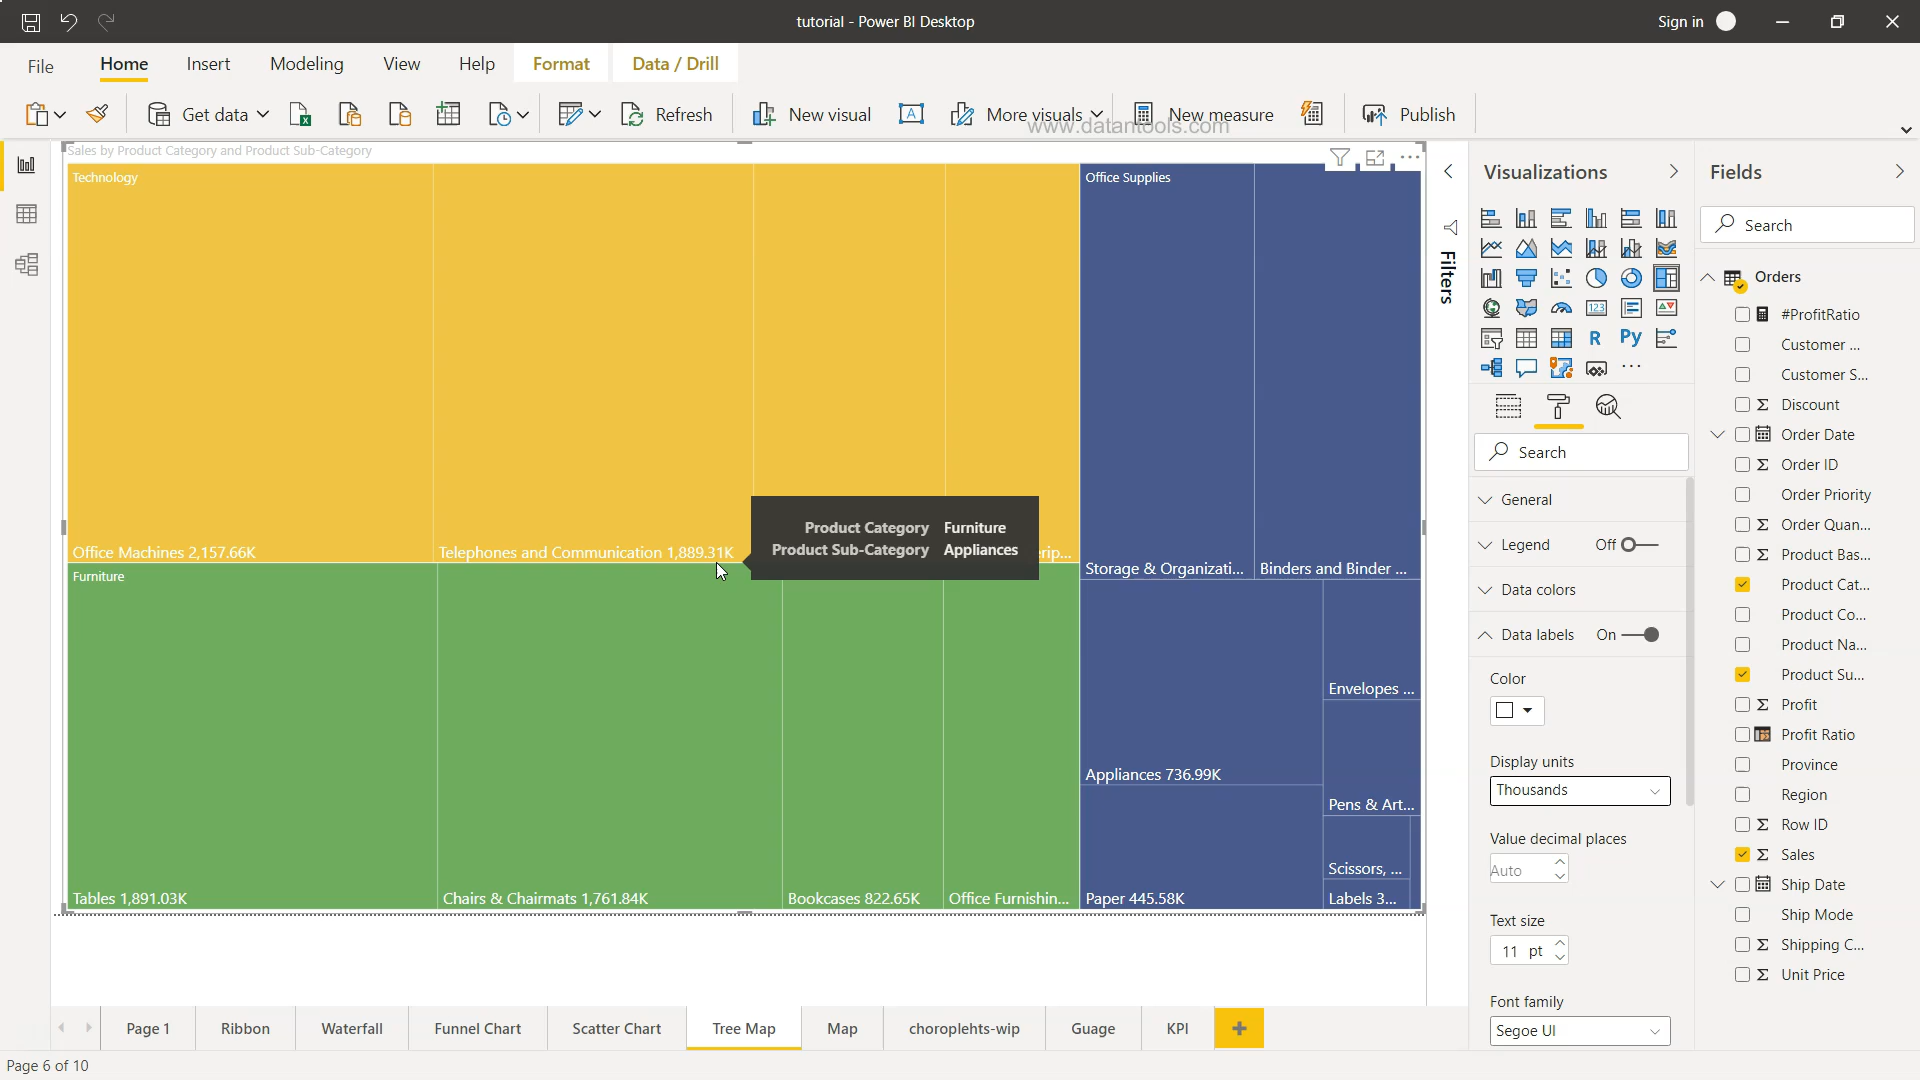 tutorial - Power BI Desktop
Sign in
File Home Insert Modeling View Help Format Data / Drill
Get data Refresh New visual More visuals New measure Publish
www.datantools.com
Sales by Product Category and Product Sub-Category
Technology
Office Machines 2,157.66K
Telephones and Communication 1,889.31K
erip...
Product Category Furniture
Product Sub-Category Appliances
Furniture
Tables 1,891.03K
Chairs & Chairmats 1,761.84K
Bookcases 822.65K
Office Furnishin...
Office Supplies
Storage & Organizati...
Binders and Binder ...
Appliances 736.99K
Envelopes ...
Pens & Art...
Scissors, ...
Paper 445.58K
Labels 3...
Filters
Visualizations
123
R
Py
Search
General
Legend Off
Data colors
Data labels On
Color
Display units
Thousands
Value decimal places
Auto
Text size
11 pt
Font family
Segoe UI
Fields
Search
Orders
#ProfitRatio
Customer ...
Customer S...
Discount
Order Date
Order ID
Order Priority
Order Quan...
Product Bas...
Product Cat...
Product Co...
Product Na...
Product Su...
Profit
Profit Ratio
Province
Region
Row ID
Sales
Ship Date
Ship Mode
Shipping C...
Unit Price
Page 1 Ribbon Waterfall Funnel Chart Scatter Chart Tree Map Map choroplehts-wip Guage KPI
Page 6 of 10